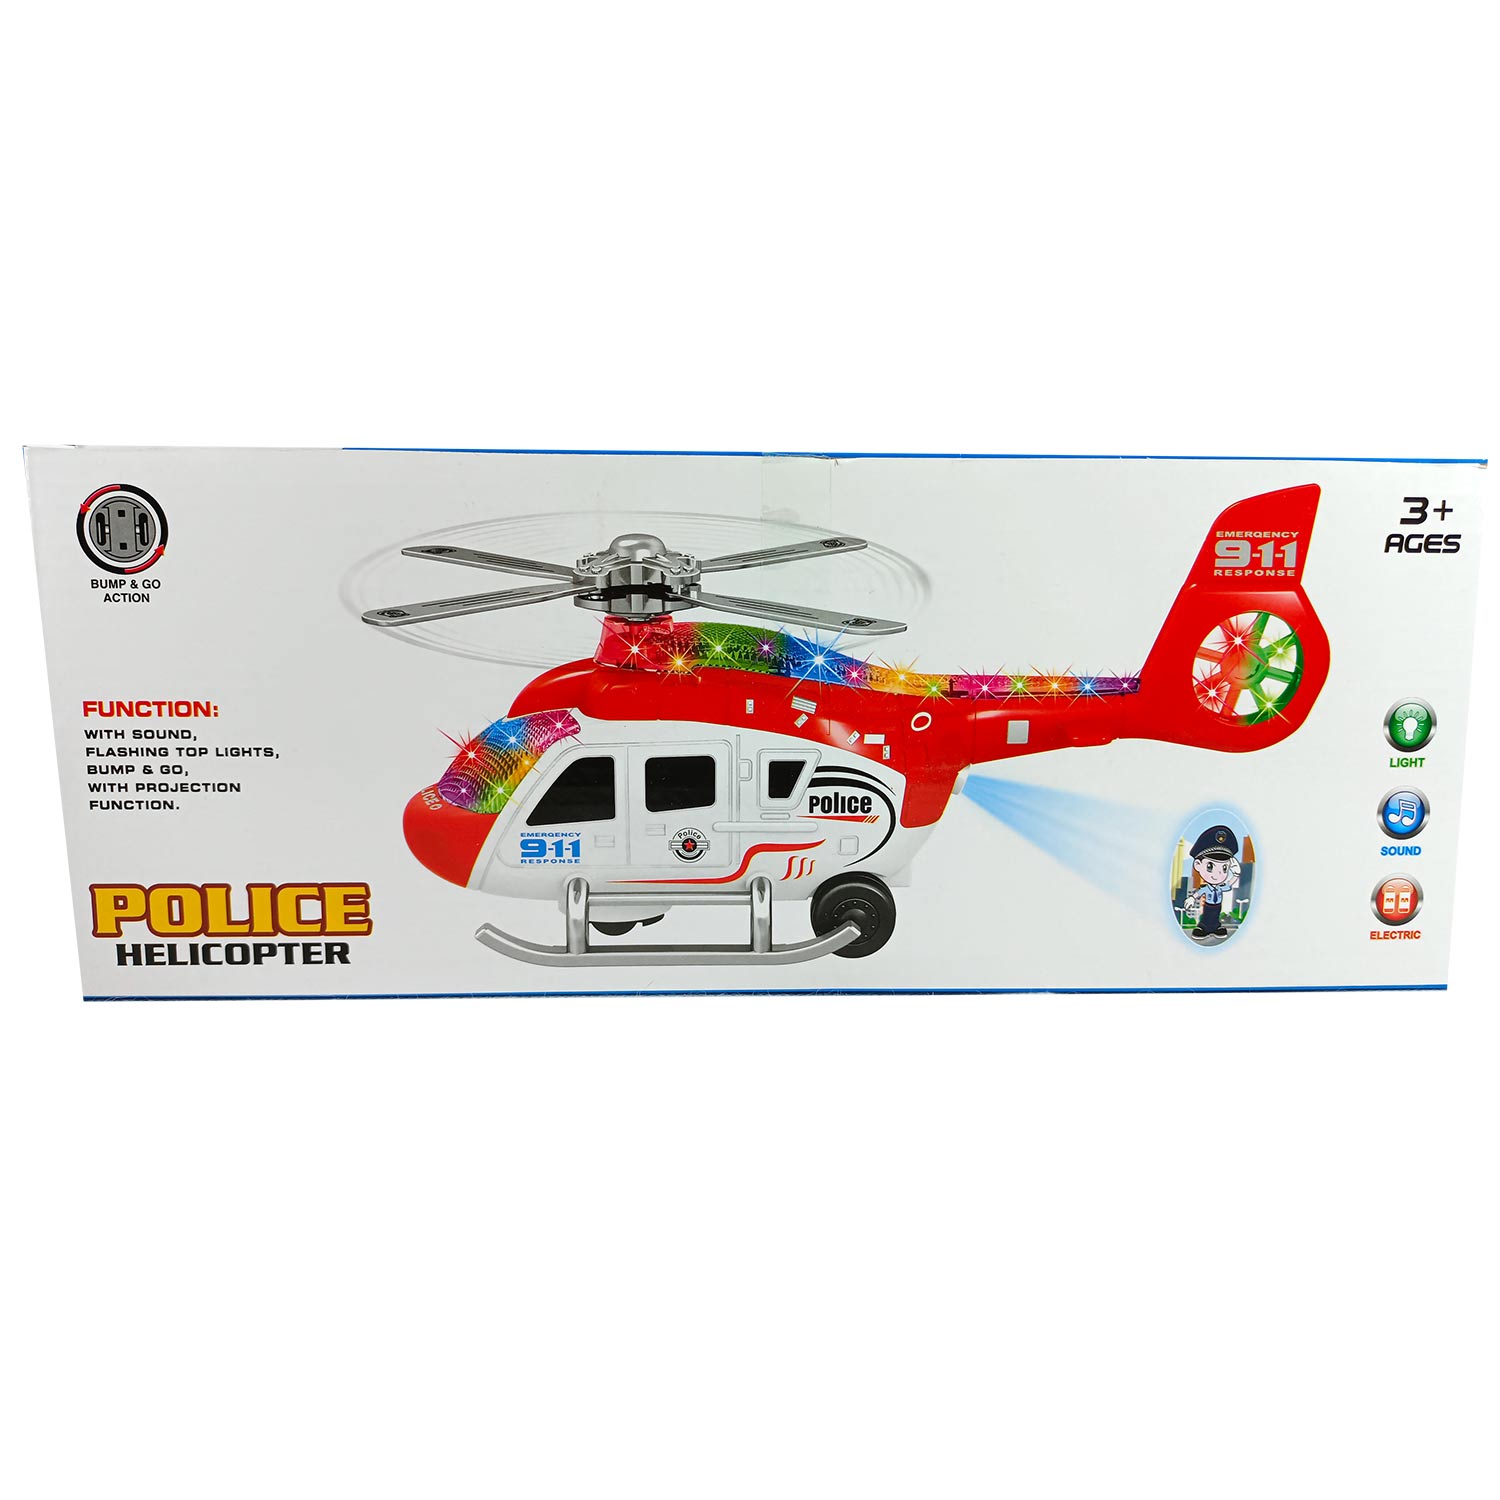 BUMP & GO
ACTION
FUNCTION:
WITH SOUND,
FLASHING TOP LIGHTS,
BUMP & GO,
WITH PROJECTION
FUNCTION.
POLICE
HELICOPTER
EMERGENCY
9-1-1
RESPONSE
Police
POLICE
EMERGENCY
9-1-1
RESPONSE
3+
AGES
LIGHT
SOUND
ELECTRIC